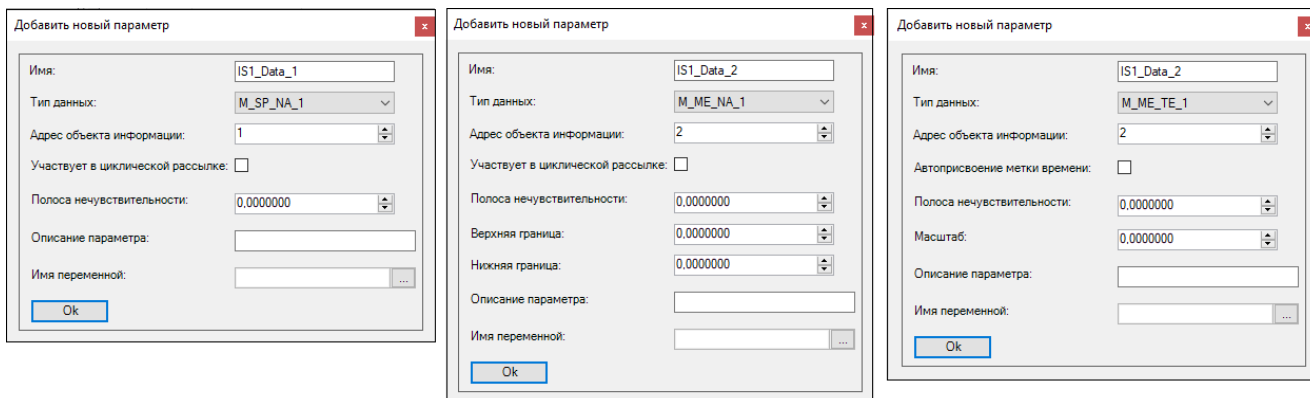 Добавить новый параметр
x
Имя:
IS1_Data_1
Тип данных:
M_SP_NA_1
Адрес объекта информации:
1
Участвует в циклической рассылке:
Полоса нечувствительности:
0,0000000
Описание параметра:
Имя переменной:
...
Ok
Добавить новый параметр
x
Имя:
IS1_Data_2
Тип данных:
M_ME_NA_1
Адрес объекта информации:
2
Участвует в циклической рассылке:
Полоса нечувствительности:
0,0000000
Верхняя граница:
0,0000000
Нижняя граница:
0,0000000
Описание параметра:
Имя переменной:
...
Ok
Добавить новый параметр
x
Имя:
IS1_Data_2
Тип данных:
M_ME_TE_1
Адрес объекта информации:
2
Автоприсвоение метки времени:
Полоса нечувствительности:
0,0000000
Масштаб:
0,0000000
Описание параметра:
Имя переменной:
...
Ok